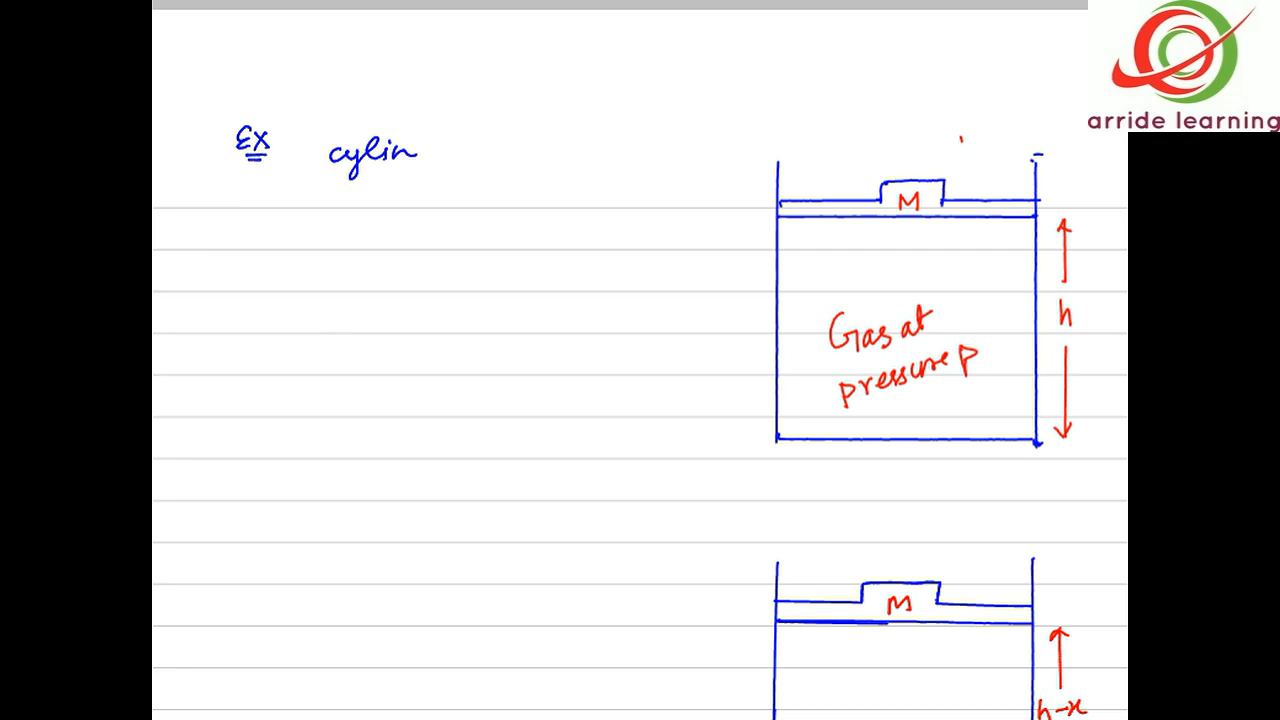 arride learning
Ex cylin
M
h
Gas at
pressure p
M
h-x